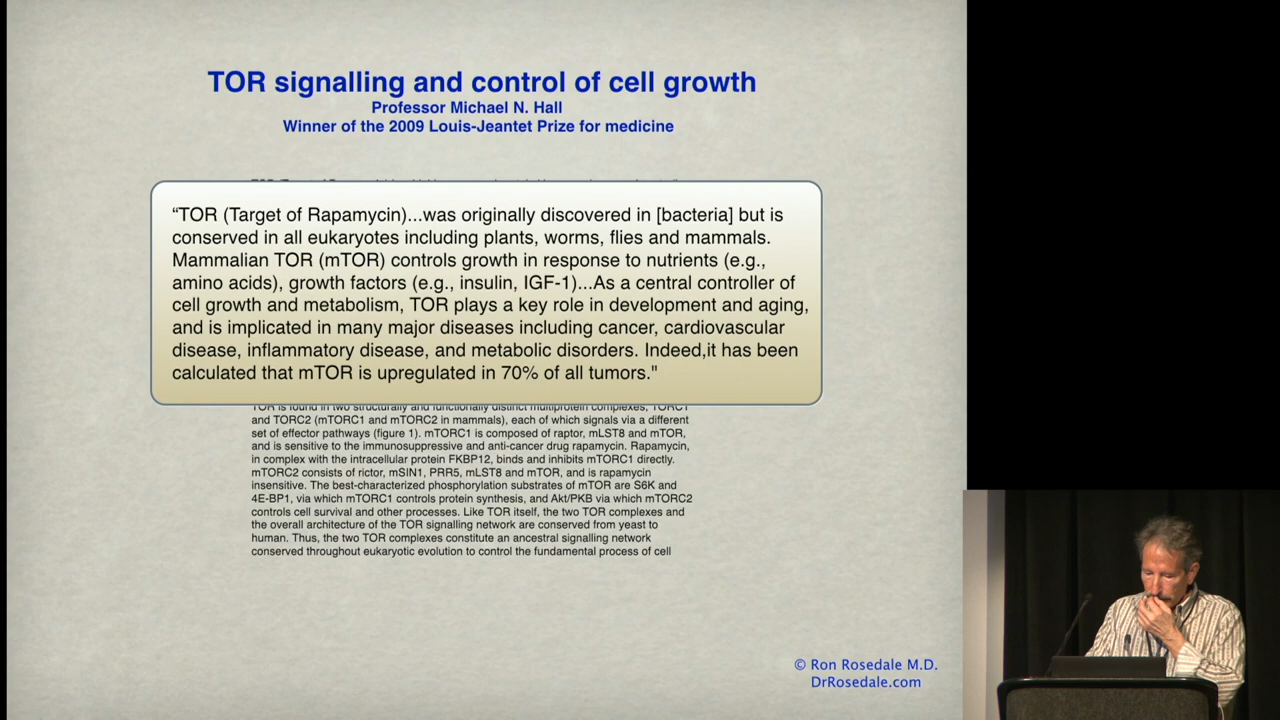 TOR signalling and control of cell growth
Professor Michael N. Hall
Winner of the 2009 Louis-Jeantet Prize for medicine
“TOR (Target of Rapamycin)...was originally discovered in [bacteria] but is
conserved in all eukaryotes including plants, worms, flies and mammals.
Mammalian TOR (mTOR) controls growth in response to nutrients (e.g.,
amino acids), growth factors (e.g., insulin, IGF-1)...As a central controller of
cell growth and metabolism, TOR plays a key role in development and aging,
and is implicated in many major diseases including cancer, cardiovascular
disease, inflammatory disease, and metabolic disorders. Indeed,it has been
calculated that mTOR is upregulated in 70% of all tumors."
TOR is found in two structurally and functionally distinct multiprotein complexes, TORC1
and TORC2 (mTORC1 and mTORC2 in mammals), each of which signals via a different
set of effector pathways (figure 1). mTORC1 is composed of raptor, mLST8 and mTOR,
and is sensitive to the immunosuppressive and anti-cancer drug rapamycin. Rapamycin,
in complex with the intracellular protein FKBP12, binds and inhibits mTORC1 directly.
mTORC2 consists of rictor, mSIN1, PRR5, mLST8 and mTOR, and is rapamycin
insensitive. The best-characterized phosphorylation substrates of mTOR are S6K and
4E-BP1, via which mTORC1 controls protein synthesis, and Akt/PKB via which mTORC2
controls cell survival and other processes. Like TOR itself, the two TOR complexes and
the overall architecture of the TOR signalling network are conserved from yeast to
human. Thus, the two TOR complexes constitute an ancestral signalling network
conserved throughout eukaryotic evolution to control the fundamental process of cell
© Ron Rosedale M.D.
DrRosedale.com